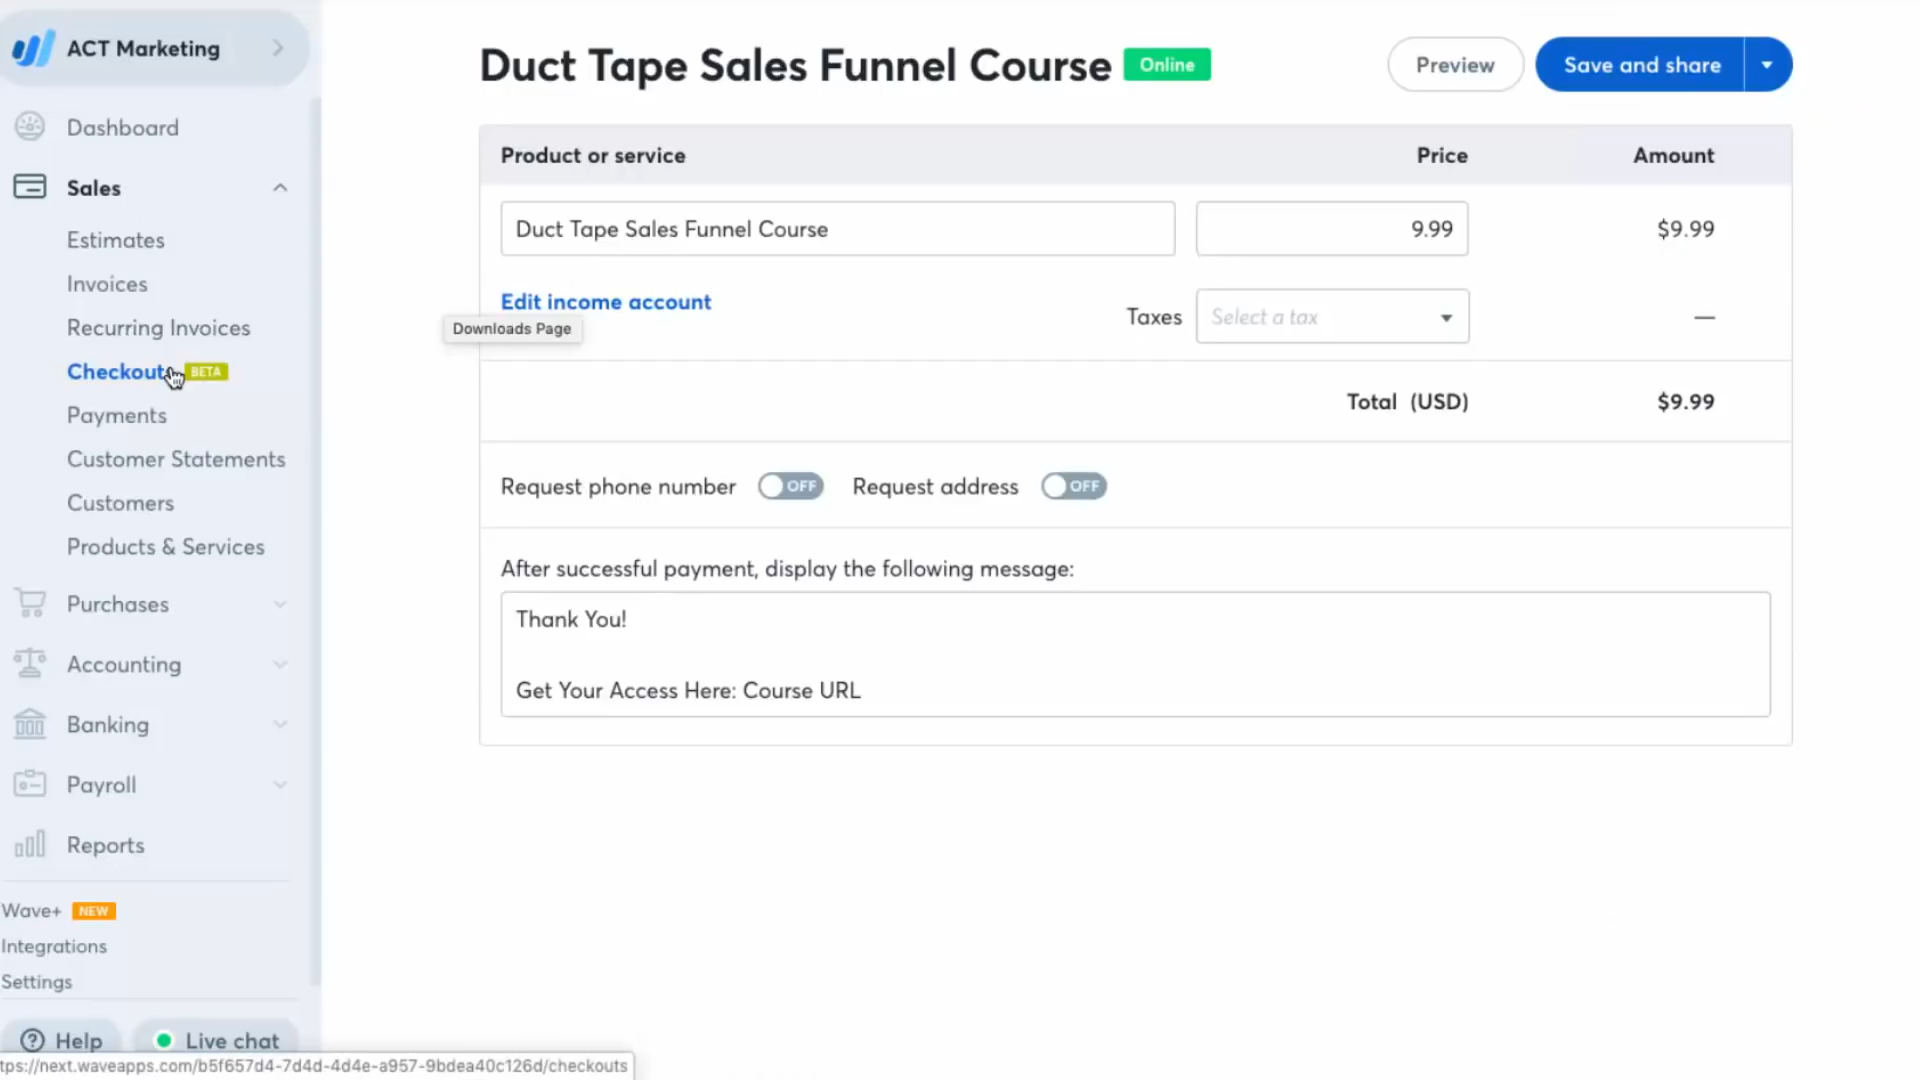 ACT Marketing
Dashboard
Sales
Estimates
Invoices
Recurring Invoices
Checkout BETA
Payments
Customer Statements
Customers
Products & Services
Purchases
Accounting
Banking
Payroll
Reports
Wave+ NEW
Integrations
Settings
Help
Live chat
tps://next.waveapps.com/b5f657d4-7d4d-4d4e-a957-9bdea40c126d/checkouts
Duct Tape Sales Funnel Course Online
Preview
Save and share
Product or service Price Amount
Duct Tape Sales Funnel Course 9.99 $9.99
Edit income account
Downloads Page
Taxes Select a tax —
Total (USD) $9.99
Request phone number OFF Request address OFF
After successful payment, display the following message:
Thank You!
Get Your Access Here: Course URL